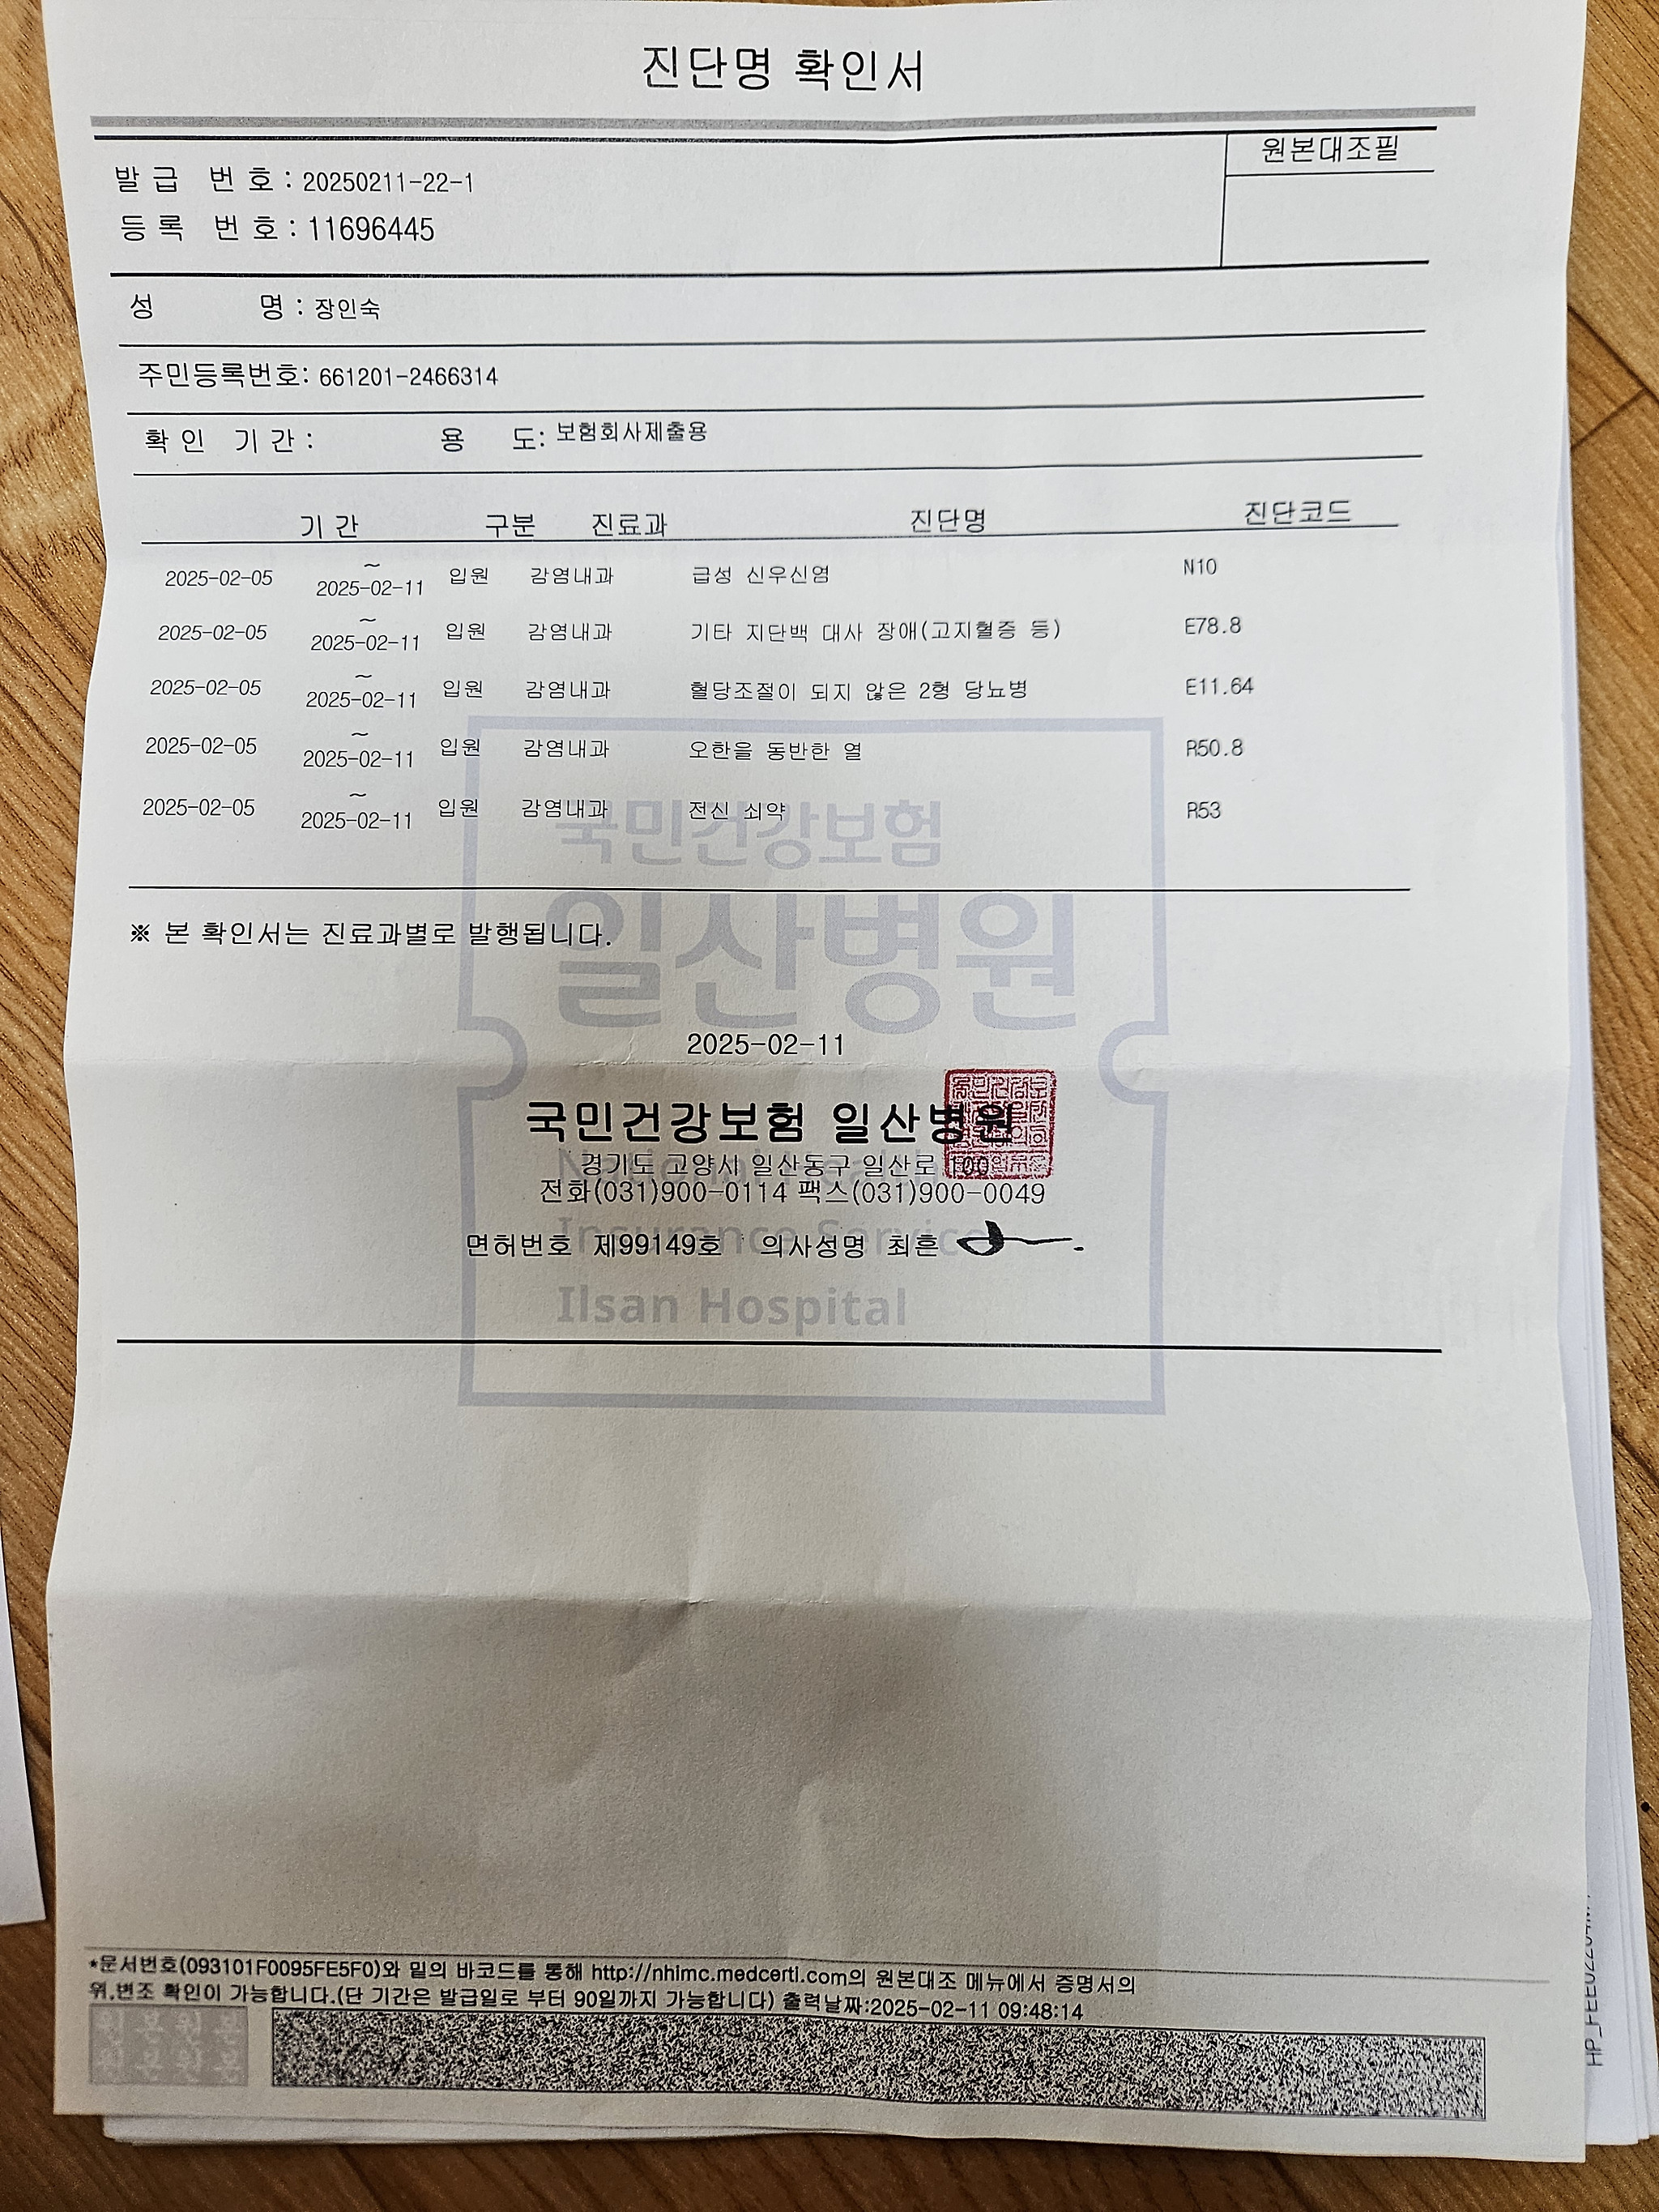 진단명 확인서
원본대조필
발 급 번 호 : 20250211-22-1
등 록 번 호 : 11696445
성 명 : 장인숙
주민등록번호: 661201-2466314
확 인 기 간 : 용 도: 보험회사제출용
기 간 구분 진료과 진단명 진단코드
2025-02-05 ~ 2025-02-11 입원 감염내과 급성 신우신염 N10
2025-02-05 ~ 2025-02-11 입원 감염내과 기타 지단백 대사 장애(고지혈증 등) E78.8
2025-02-05 ~ 2025-02-11 입원 감염내과 혈당조절이 되지 않은 2형 당뇨병 E11.64
2025-02-05 ~ 2025-02-11 입원 감염내과 오한을 동반한 열 R50.8
2025-02-05 ~ 2025-02-11 입원 감염내과 전신 쇠약 R53
국민건강보험
일산병원
※ 본 확인서는 진료과별로 발행됩니다.
2025-02-11
국민건강보험 일산병원
경기도 고양시 일산동구 일산로 100
전화(031)900-0114 팩스(031)900-0049
Insurance Service
면허번호 제99149호 의사성명 최흔
Ilsan Hospital
*문서번호(093101F0095FE5F0)와 밑의 바코드를 통해 http://nhimc.medcerti.com의 원본대조 메뉴에서 증명서의
위,변조 확인이 가능합니다.(단 기간은 발급일로 부터 90일까지 가능합니다) 출력날짜:2025-02-11 09:48:14
원 본 원 본
원 본 원 본